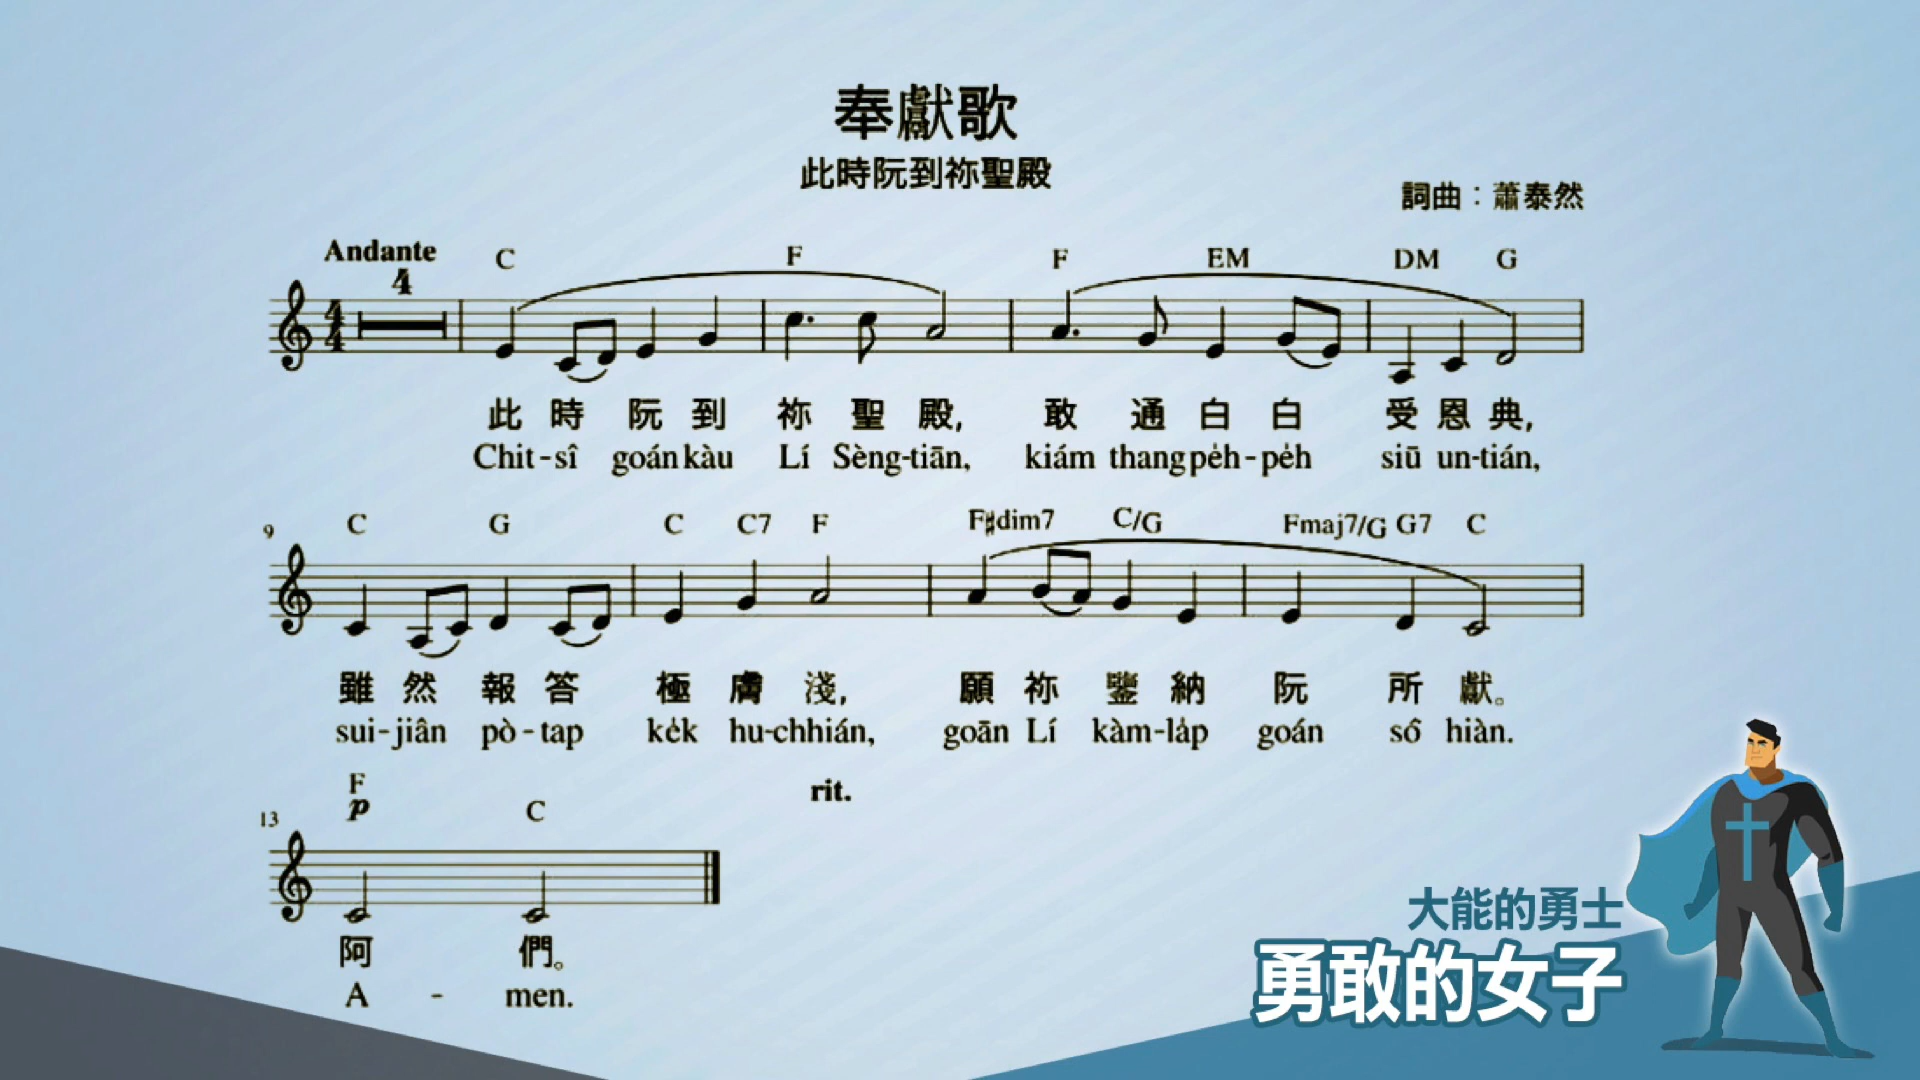 奉獻歌
此時阮到祢聖殿
詞曲：蕭泰然
Andante
4
C F F EM DM G
4
4
此 時 阮 到 祢 聖 殿, 敢 通 白 白 受 恩 典,
Chit-sî goán kàu Lí Sèng-tiān, kiám thang pe̍h-pe̍h siū un-tián,
9
C G C C7 F F♯dim7 C/G Fmaj7/G G7 C
雖 然 報 答 極 膚 淺, 願 祢 鑒 納 阮 所 獻。
sui-jiân pò-tap ke̍k hu-chhián, goān Lí kàm-la̍p goán só͘ hiàn.
F rit.
p C
13
阿 們。
A - men.
大能的勇士
勇敢的女子